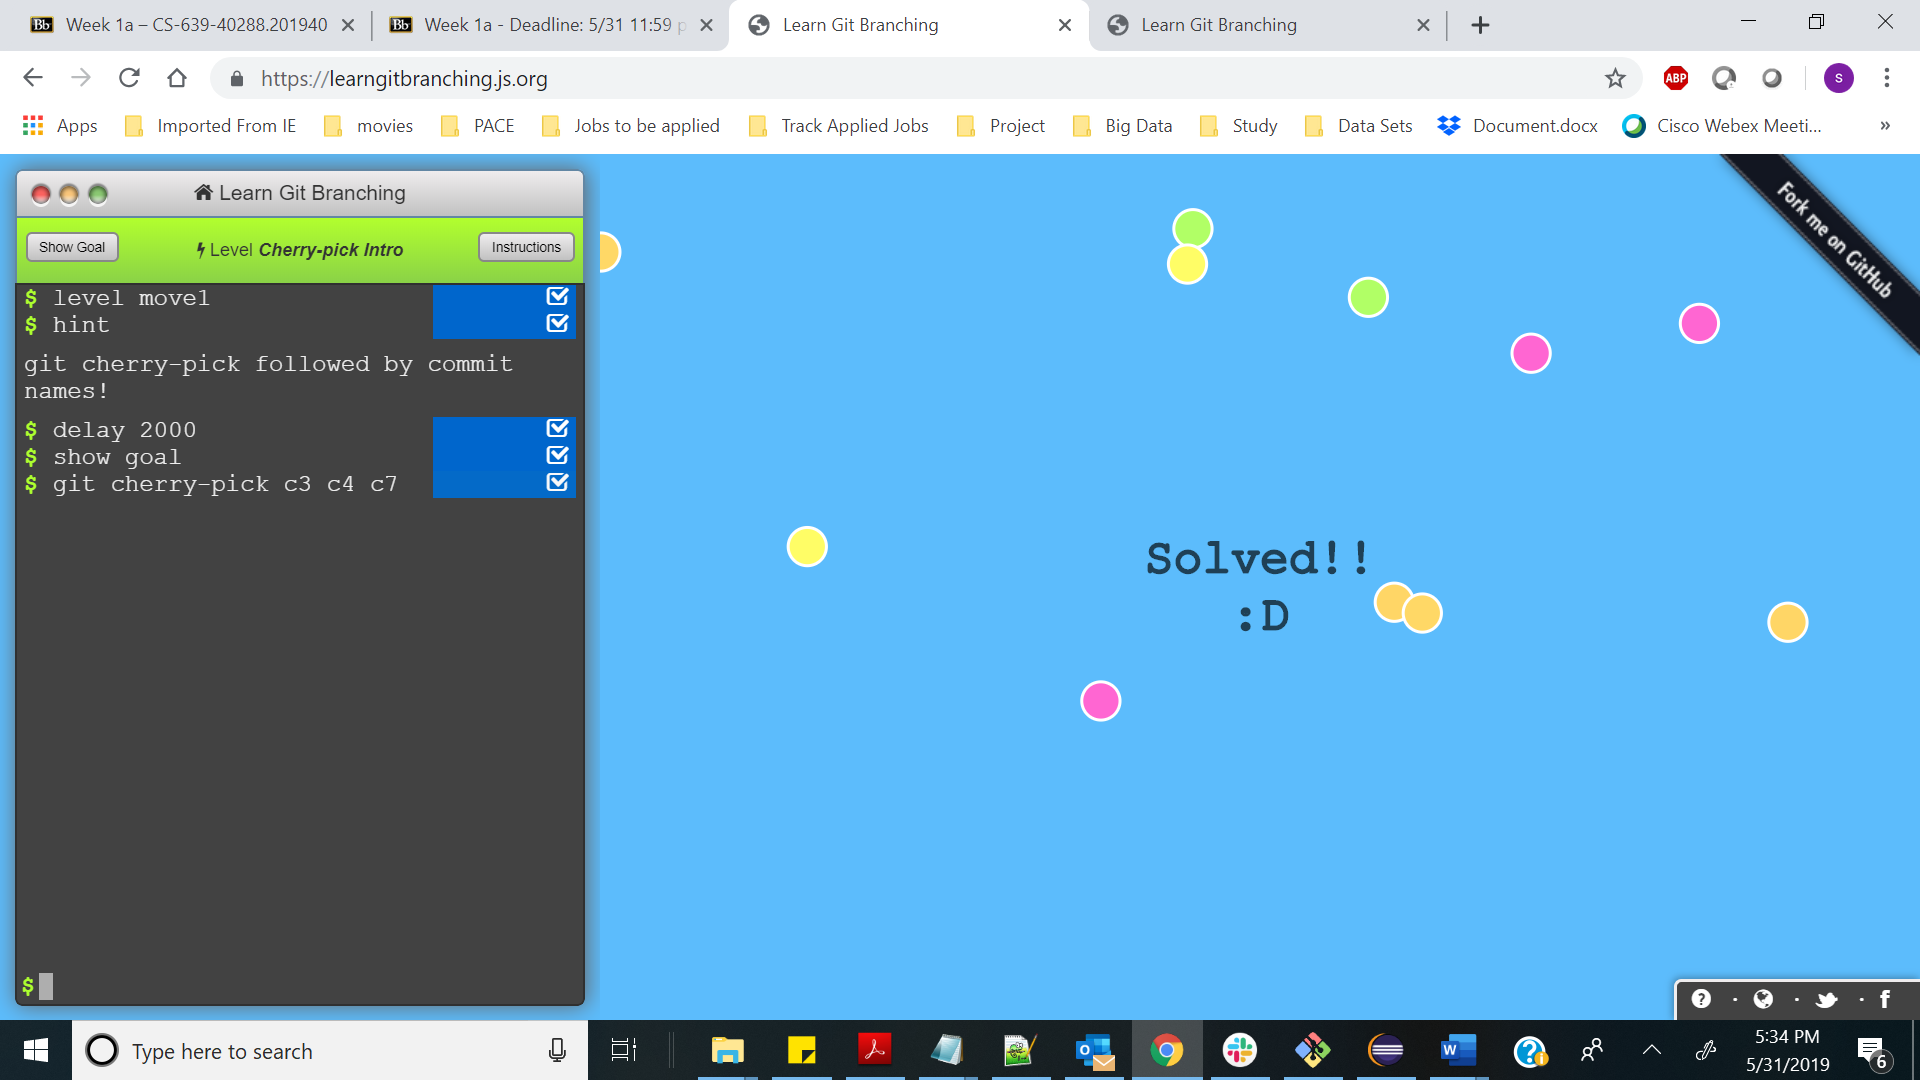 Bb Week 1a – CS-639-40288.201940
Bb Week 1a - Deadline: 5/31 11:59 p
Learn Git Branching
Learn Git Branching
https://learngitbranching.js.org
ABP
s
Apps
Imported From IE
movies
PACE
Jobs to be applied
Track Applied Jobs
Project
Big Data
Study
Data Sets
Document.docx
Cisco Webex Meeti...
»
Learn Git Branching
Show Goal
Level Cherry-pick Intro
Instructions
$ level move1
$ hint
git cherry-pick followed by commit
names!
$ delay 2000
$ show goal
$ git cherry-pick c3 c4 c7
$
Solved!!
:D
Fork me on GitHub
Type here to search
5:34 PM
5/31/2019
6